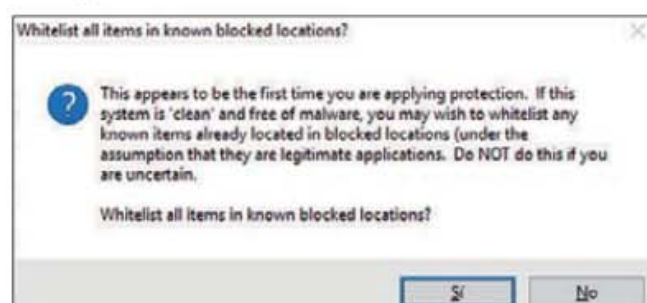 Whitelist all items in known blocked locations?
This appears to be the first time you are applying protection. If this
system is 'clean' and free of malware, you may wish to whitelist any
known items already located in blocked locations (under the
assumption that they are legitimate applications. Do NOT do this if you
are uncertain.
Whitelist all items in known blocked locations?
Sí
No